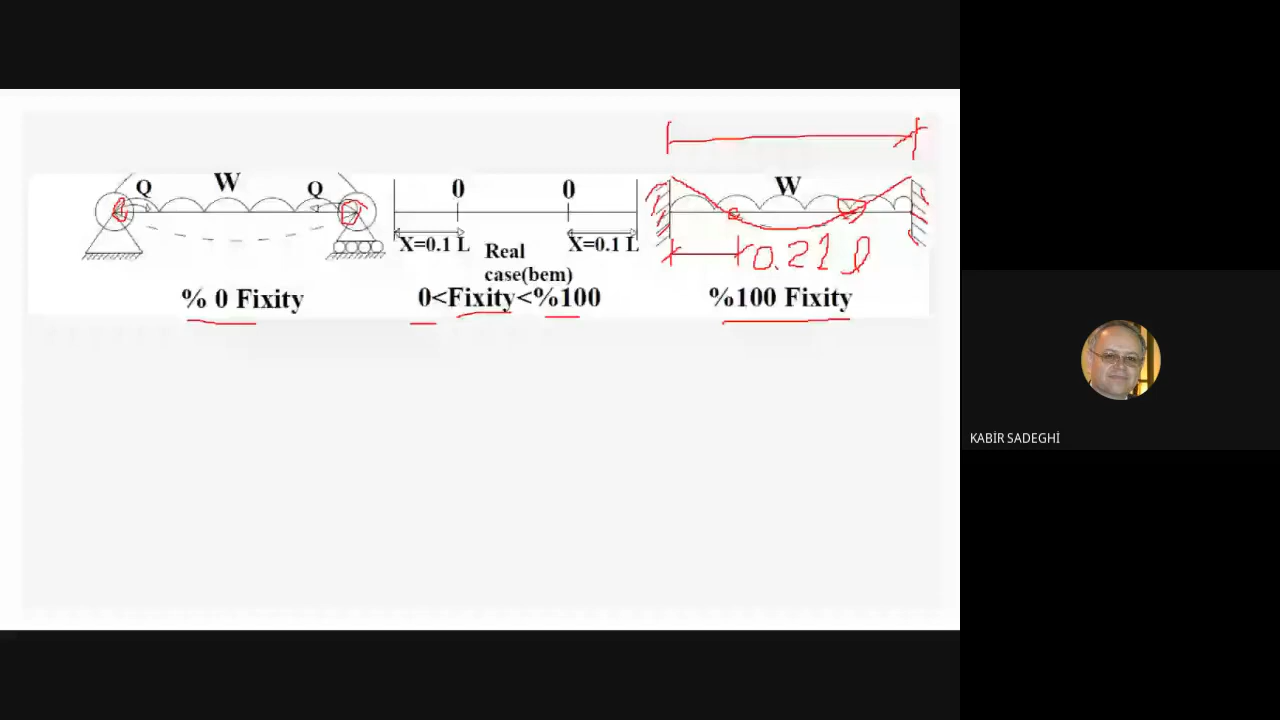 Q W Q
0 0
W
X=0.1 L X=0.1 L
0.21 l
Real
case(bem)
% 0 Fixity
0<Fixity<%100
%100 Fixity
KABİR SADEGHİ